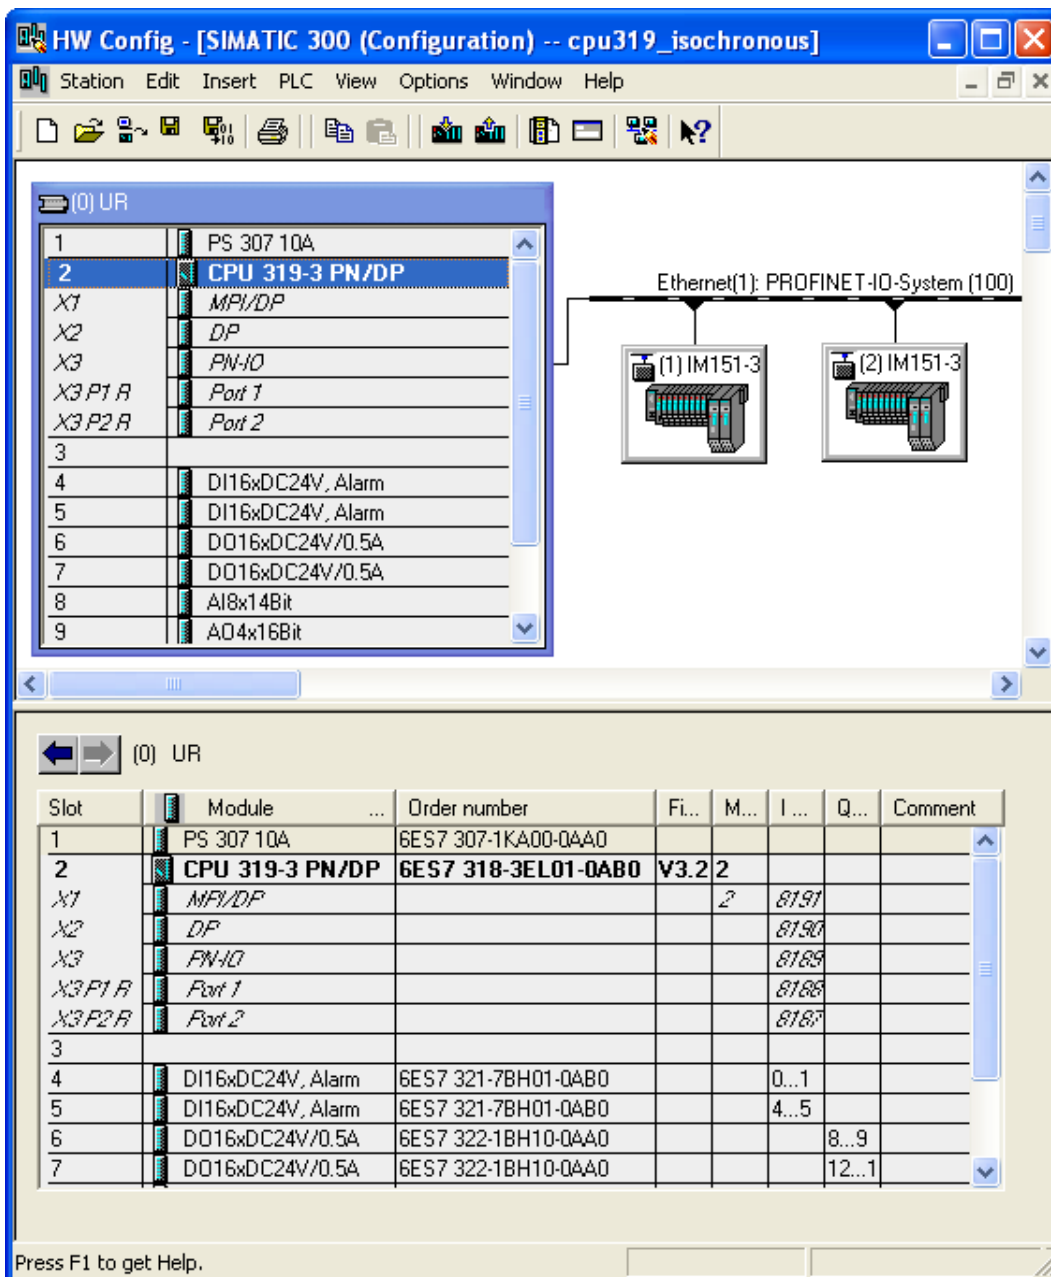 HW Config - [SIMATIC 300 (Configuration) -- cpu319_isochronous]
Station Edit Insert PLC View Options Window Help
(0) UR
1 PS 307 10A
2 CPU 319-3 PN/DP
X1 MPI/DP
X2 DP
X3 PN-IO
X3 P1 R Port 1
X3 P2 R Port 2
3
4 DI16xDC24V, Alarm
5 DI16xDC24V, Alarm
6 DO16xDC24V/0.5A
7 DO16xDC24V/0.5A
8 AI8x14Bit
9 AO4x16Bit
Ethernet(1): PROFINET-IO-System (100)
(1) IM151-3
(2) IM151-3
(0) UR
Slot Module ... Order number Fi... M... I ... Q... Comment
1 PS 307 10A 6ES7 307-1KA00-0AA0
2 CPU 319-3 PN/DP 6ES7 318-3EL01-0AB0 V3.2 2
X1 MPI/DP 2 8191
X2 DP 8190
X3 PN-IO 8189
X3 P1 R Port 1 8188
X3 P2 R Port 2 8187
3
4 DI16xDC24V, Alarm 6ES7 321-7BH01-0AB0 0...1
5 DI16xDC24V, Alarm 6ES7 321-7BH01-0AB0 4...5
6 DO16xDC24V/0.5A 6ES7 322-1BH10-0AA0 8...9
7 DO16xDC24V/0.5A 6ES7 322-1BH10-0AA0 12...1
Press F1 to get Help.